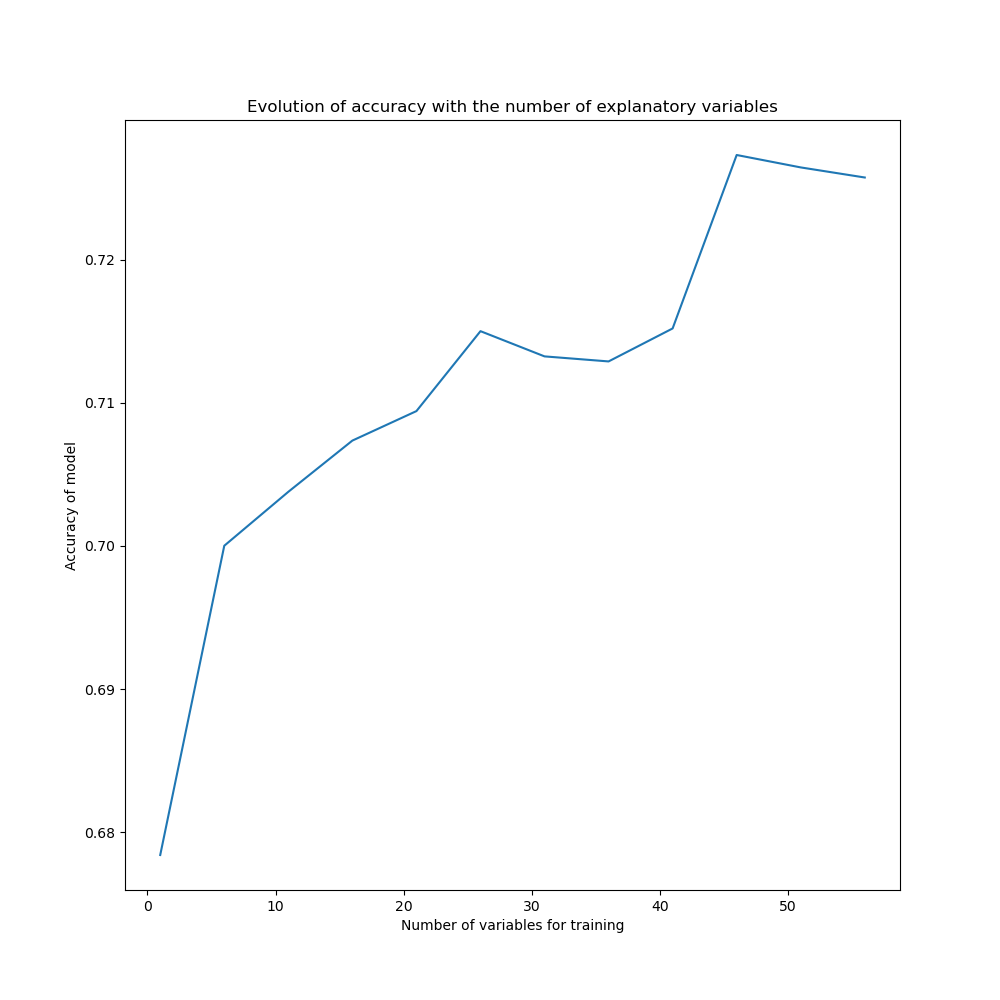 Evolution of accuracy with the number of explanatory variables
0.72
0.71
0.70
0.69
0.68
Accuracy of model
0 10 20 30 40 50
Number of variables for training